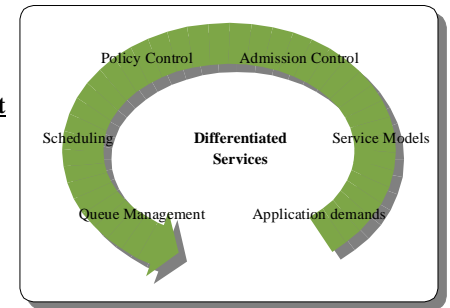 Policy Control Admission Control
t
Scheduling Differentiated Service Models
Services
Queue Management Application demands